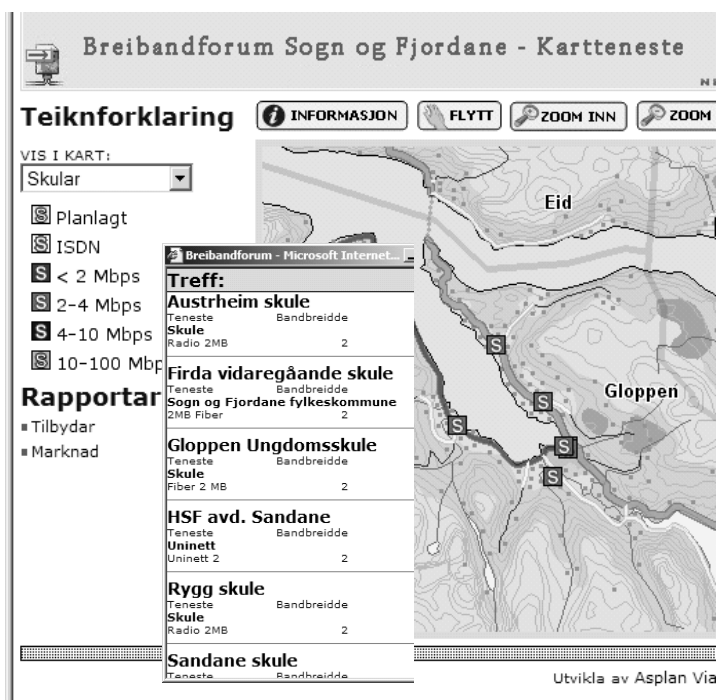 Breibandforum Sogn og Fjordane - Kartteneste
Teiknforklaring
INFORMASJON
FLYTT
ZOOM INN
ZOOM
VIS I KART:
Skular
S Planlagt
S ISDN
S < 2 Mbps
S 2-4 Mbps
S 4-10 Mbps
S 10-100 Mbp
Rapportar
Tilbydar
Marknad
Breibandforum - Microsoft Internet...
Treff:
Austrheim skule
Teneste Bandbreidde
Skule
Radio 2MB 2
Firda vidaregåande skule
Teneste Bandbreidde
Sogn og Fjordane fylkeskommune
2MB Fiber 2
Gloppen Ungdomsskule
Teneste Bandbreidde
Skule
Fiber 2 MB 2
HSF avd. Sandane
Teneste Bandbreidde
Uninett
Uninett 2 2
Rygg skule
Teneste Bandbreidde
Skule
Radio 2MB 2
Sandane skule
Teneste Bandbreidde
Eid
S
Gloppen
S
S
S
S
Utvikla av Asplan Via